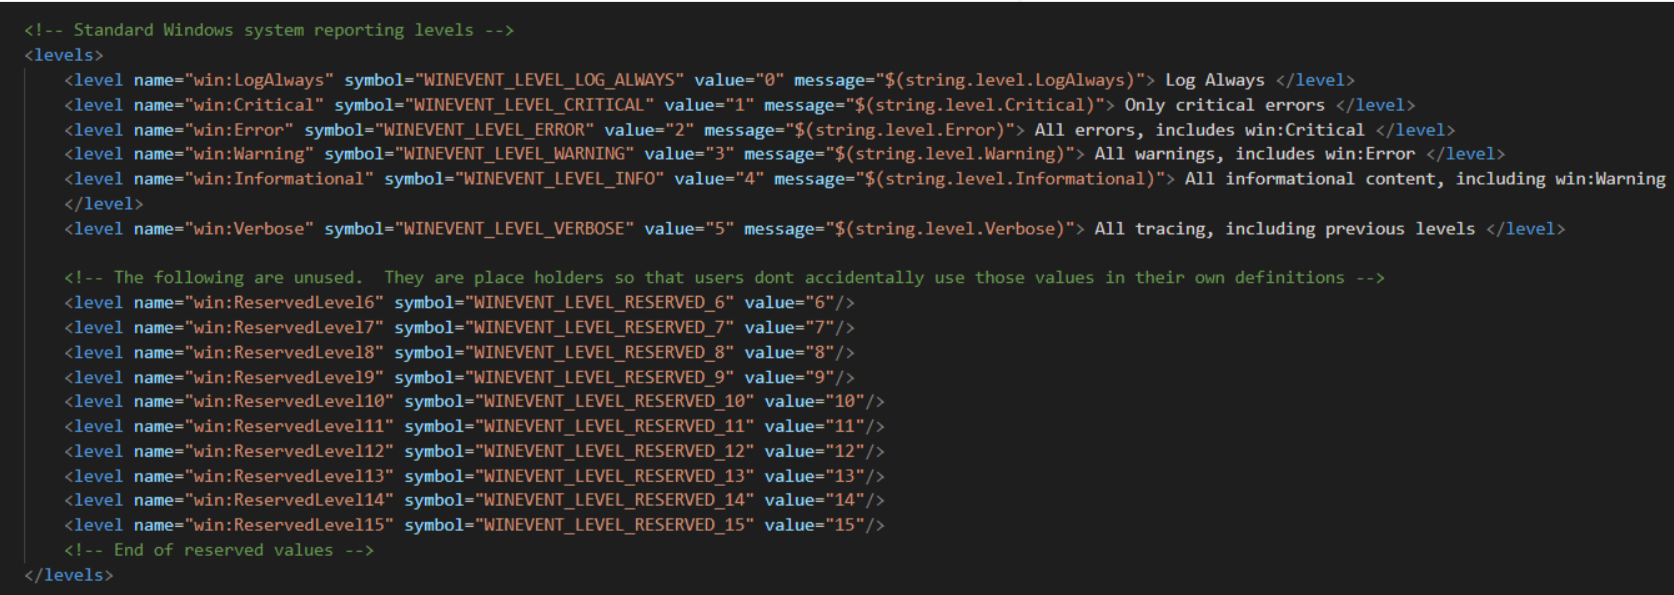 <!-- Standard Windows system reporting levels -->
<levels>
<level name="win:LogAlways" symbol="WINEVENT_LEVEL_LOG_ALWAYS" value="0" message="$(string.level.LogAlways)"> Log Always </level>
<level name="win:Critical" symbol="WINEVENT_LEVEL_CRITICAL" value="1" message="$(string.level.Critical)"> Only critical errors </level>
<level name="win:Error" symbol="WINEVENT_LEVEL_ERROR" value="2" message="$(string.level.Error)"> All errors, includes win:Critical </level>
<level name="win:Warning" symbol="WINEVENT_LEVEL_WARNING" value="3" message="$(string.level.Warning)"> All warnings, includes win:Error </level>
<level name="win:Informational" symbol="WINEVENT_LEVEL_INFO" value="4" message="$(string.level.Informational)"> All informational content, including win:Warning
</level>
<level name="win:Verbose" symbol="WINEVENT_LEVEL_VERBOSE" value="5" message="$(string.level.Verbose)"> All tracing, including previous levels </level>
<!-- The following are unused.  They are place holders so that users dont accidentally use those values in their own definitions -->
<level name="win:ReservedLevel6" symbol="WINEVENT_LEVEL_RESERVED_6" value="6"/>
<level name="win:ReservedLevel7" symbol="WINEVENT_LEVEL_RESERVED_7" value="7"/>
<level name="win:ReservedLevel8" symbol="WINEVENT_LEVEL_RESERVED_8" value="8"/>
<level name="win:ReservedLevel9" symbol="WINEVENT_LEVEL_RESERVED_9" value="9"/>
<level name="win:ReservedLevel10" symbol="WINEVENT_LEVEL_RESERVED_10" value="10"/>
<level name="win:ReservedLevel11" symbol="WINEVENT_LEVEL_RESERVED_11" value="11"/>
<level name="win:ReservedLevel12" symbol="WINEVENT_LEVEL_RESERVED_12" value="12"/>
<level name="win:ReservedLevel13" symbol="WINEVENT_LEVEL_RESERVED_13" value="13"/>
<level name="win:ReservedLevel14" symbol="WINEVENT_LEVEL_RESERVED_14" value="14"/>
<level name="win:ReservedLevel15" symbol="WINEVENT_LEVEL_RESERVED_15" value="15"/>
<!-- End of reserved values -->
</levels>